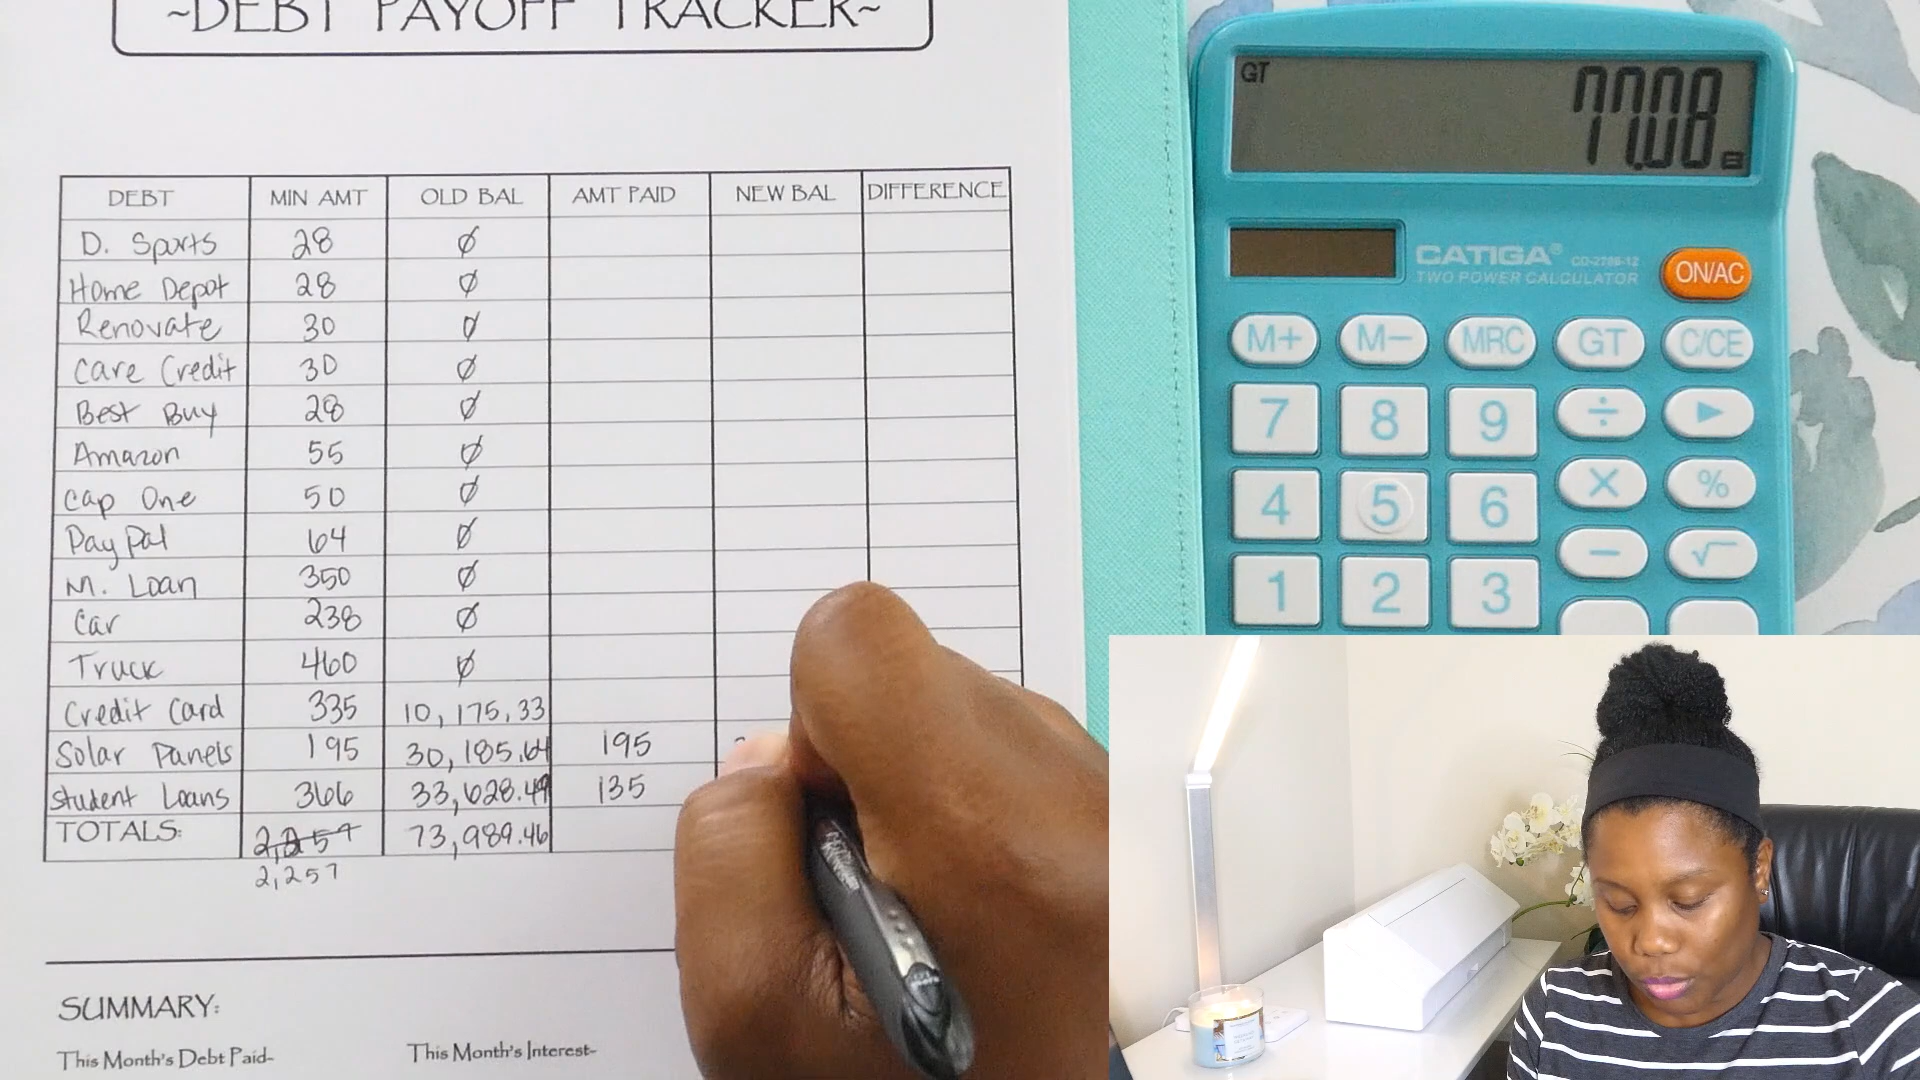 ~DEBT PAYOFF TRACKER~
DEBT MIN AMT OLD BAL AMT PAID NEW BAL DIFFERENCE
D. Sports 28 Ø
Home Depot 28 Ø
Renovate 30 Ø
Care Credit 30 Ø
Best Buy 28 Ø
Amazon 55 Ø
Cap One 50 Ø
PayPal 64 Ø
M. Loan 350 Ø
Car 238 Ø
Truck 460 Ø
Credit Card 335 10,175.33
Solar Panels 195 30,185.64 195
Student Loans 366 33,628.49 135
TOTALS: 73,989.46
2,257
SUMMARY:
This Month's Debt Paid- This Month's Interest-
GT
77.08
CATIGA® CD-2786-12
TWO POWER CALCULATOR
ON/AC
M+ M− MRC GT C/CE
7 8 9 ÷ ►
4 5 6 × %
1 2 3 − √